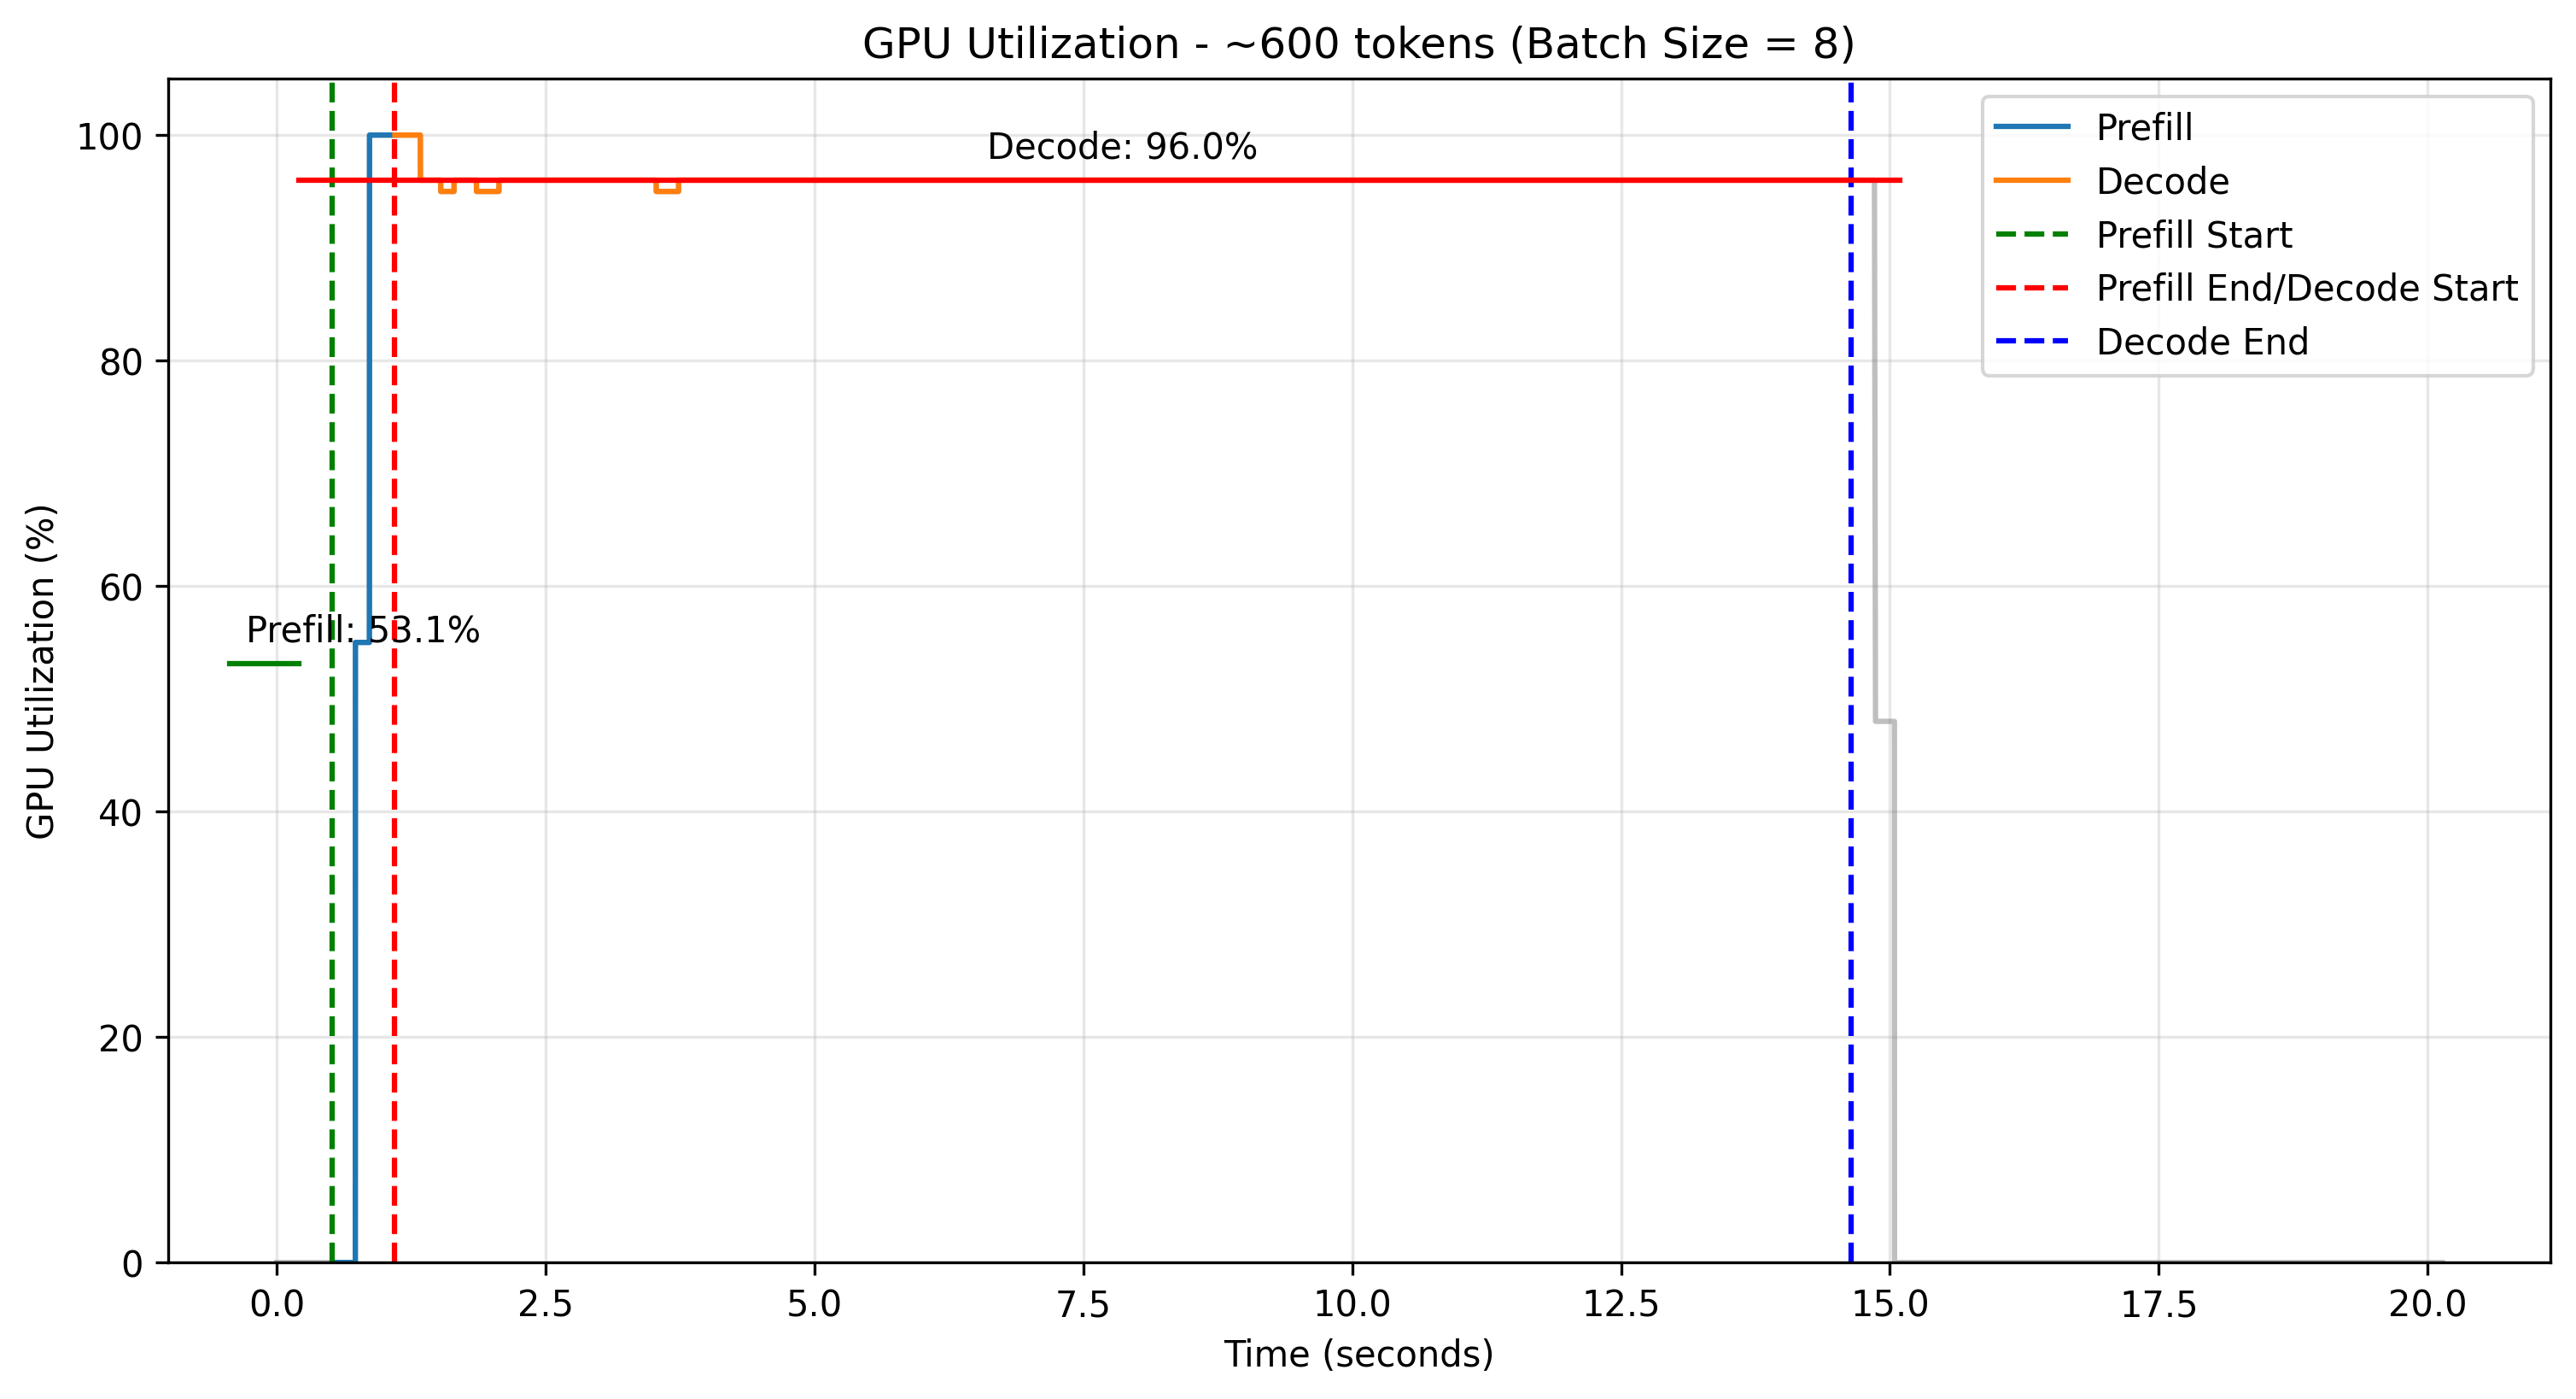 GPU Utilization - ~600 tokens (Batch Size = 8)
GPU Utilization (%)
100
80
60
40
20
0
Decode: 96.0%
Prefill: 53.1%
Prefill
Decode
Prefill Start
Prefill End/Decode Start
Decode End
0.0 2.5 5.0 7.5 10.0 12.5 15.0 17.5 20.0
Time (seconds)